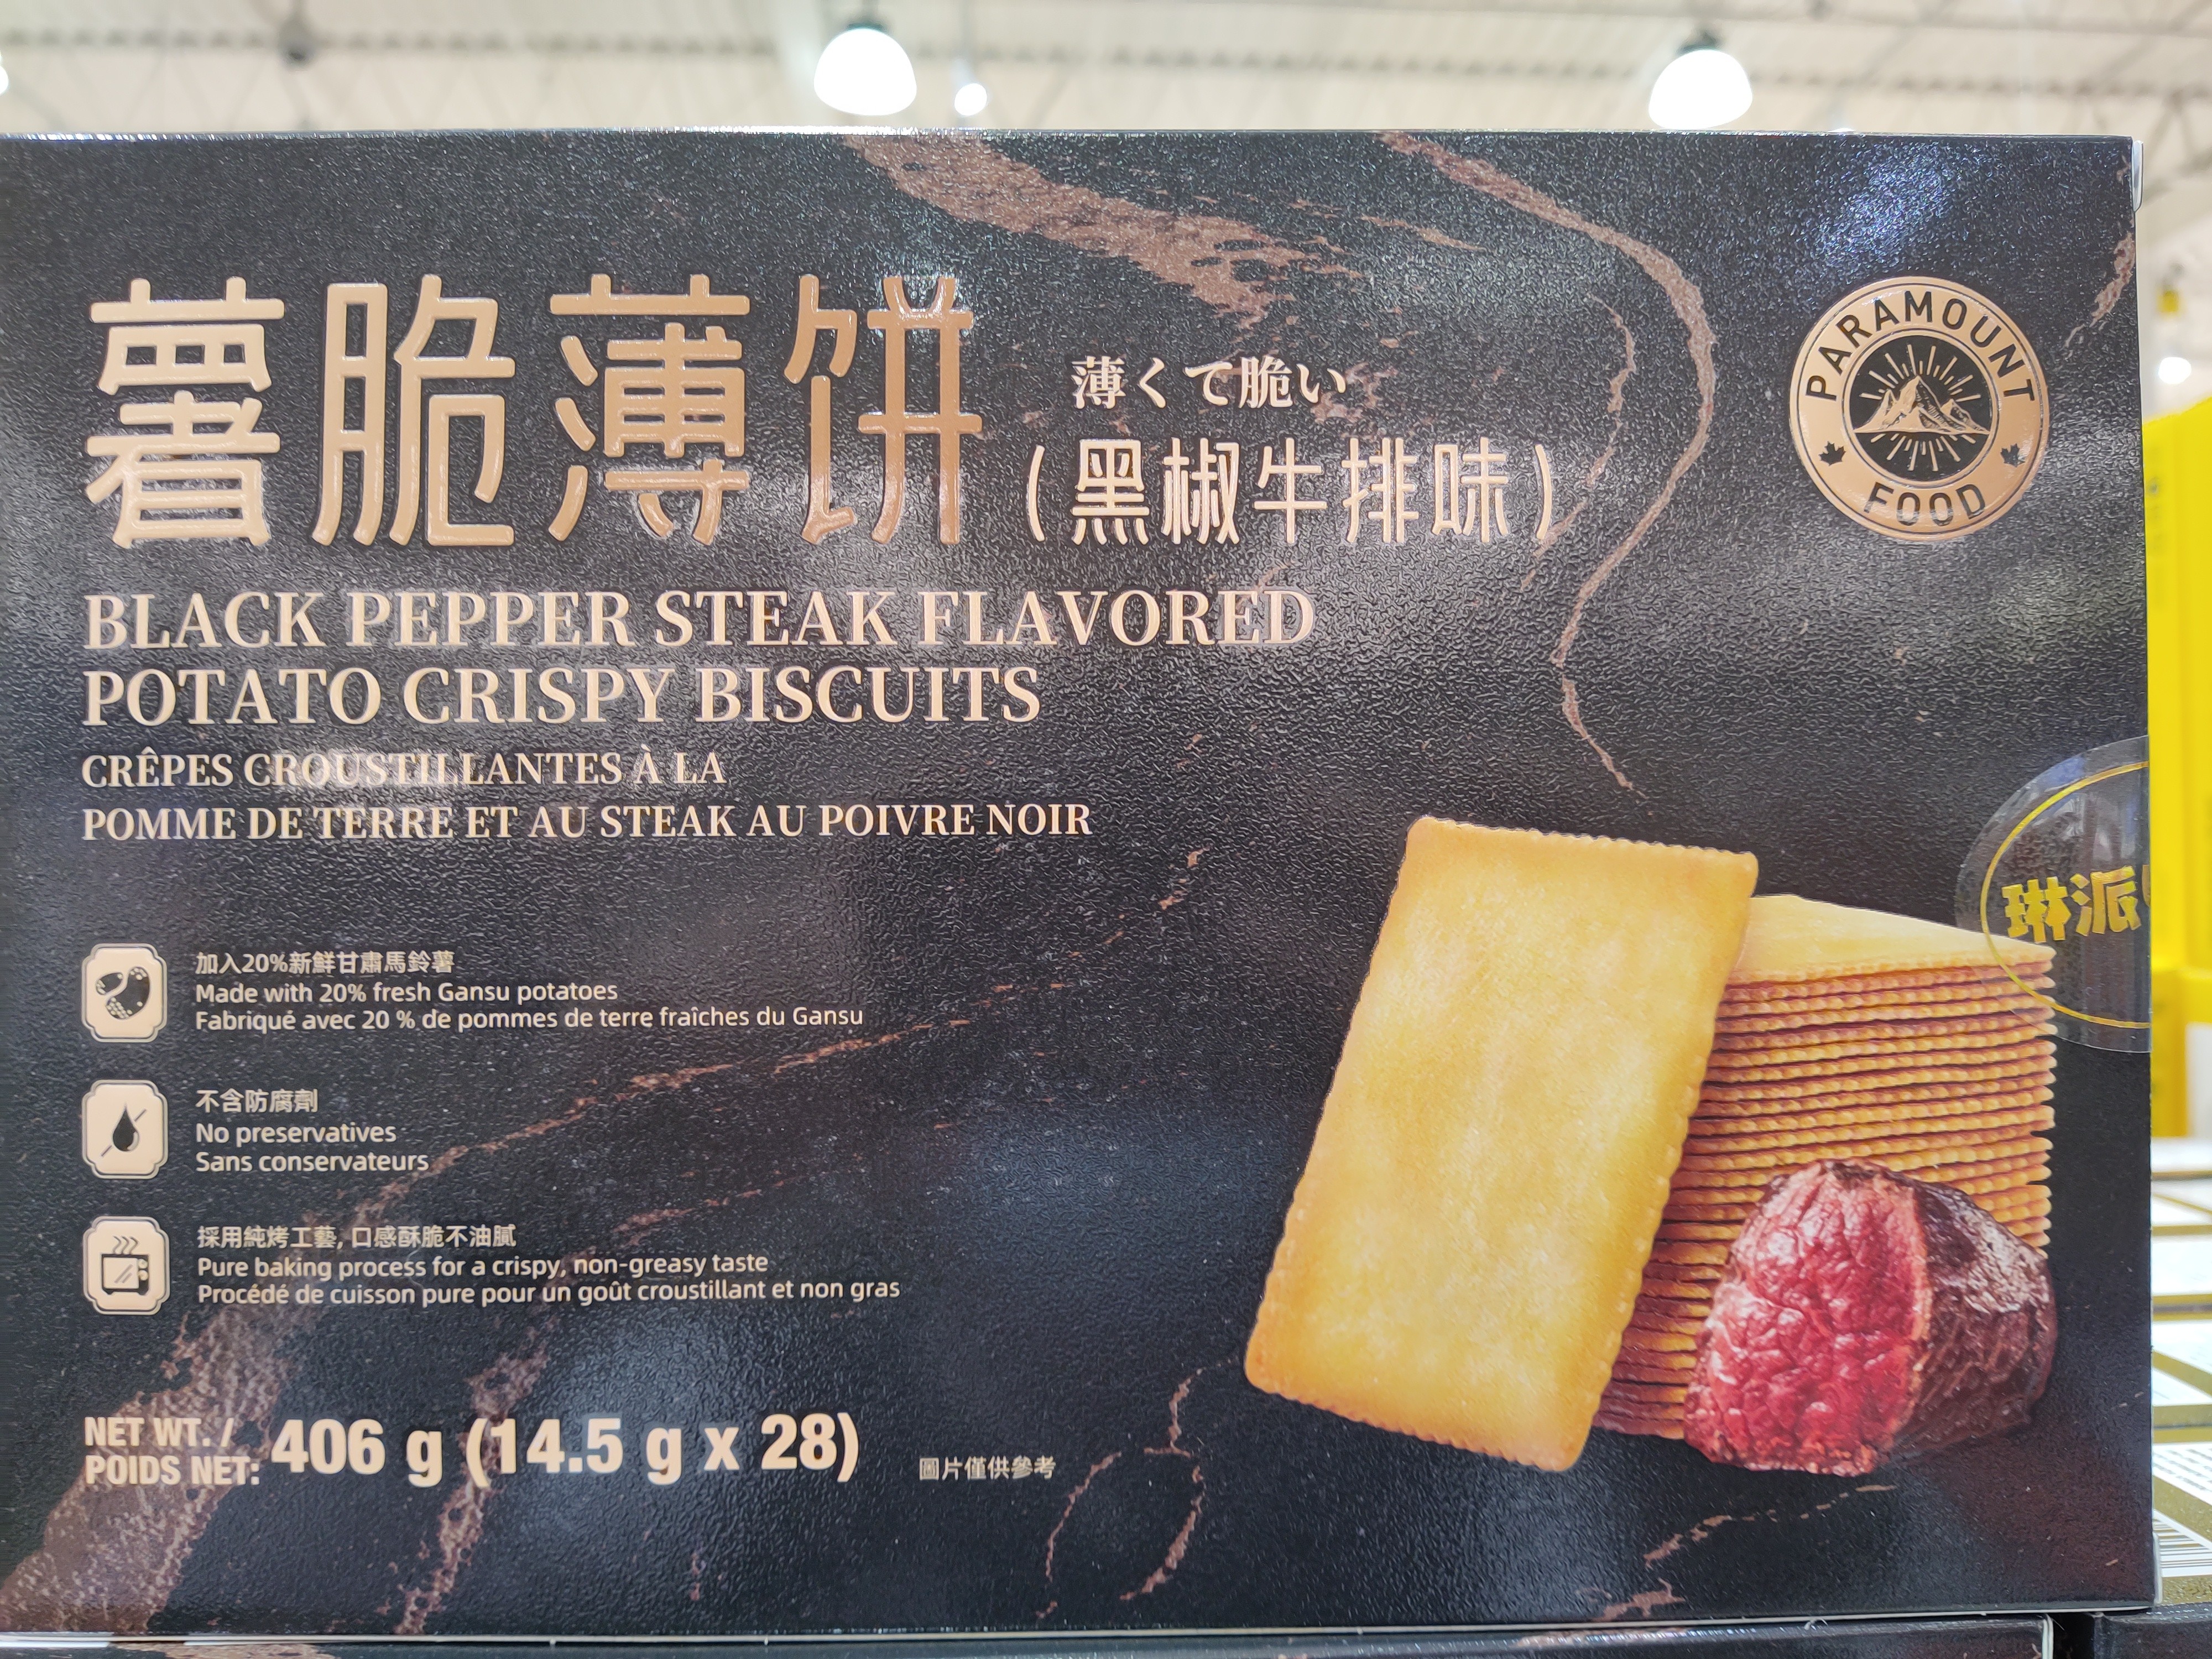 薯脆薄饼
薄くて脆い
(黑椒牛排味)
PARAMOUNT
FOOD
BLACK PEPPER STEAK FLAVORED
POTATO CRISPY BISCUITS
CRÊPES CROUSTILLANTES À LA
POMME DE TERRE ET AU STEAK AU POIVRE NOIR
琳派
加入20%新鮮甘肅馬鈴薯
Made with 20% fresh Gansu potatoes
Fabriqué avec 20 % de pommes de terre fraîches du Gansu
不含防腐劑
No preservatives
Sans conservateurs
採用純烤工藝, 口感酥脆不油膩
Pure baking process for a crispy, non-greasy taste
Procédé de cuisson pure pour un goût croustillant et non gras
NET WT. /
POIDS NET: 406 g (14.5 g x 28)
圖片僅供參考